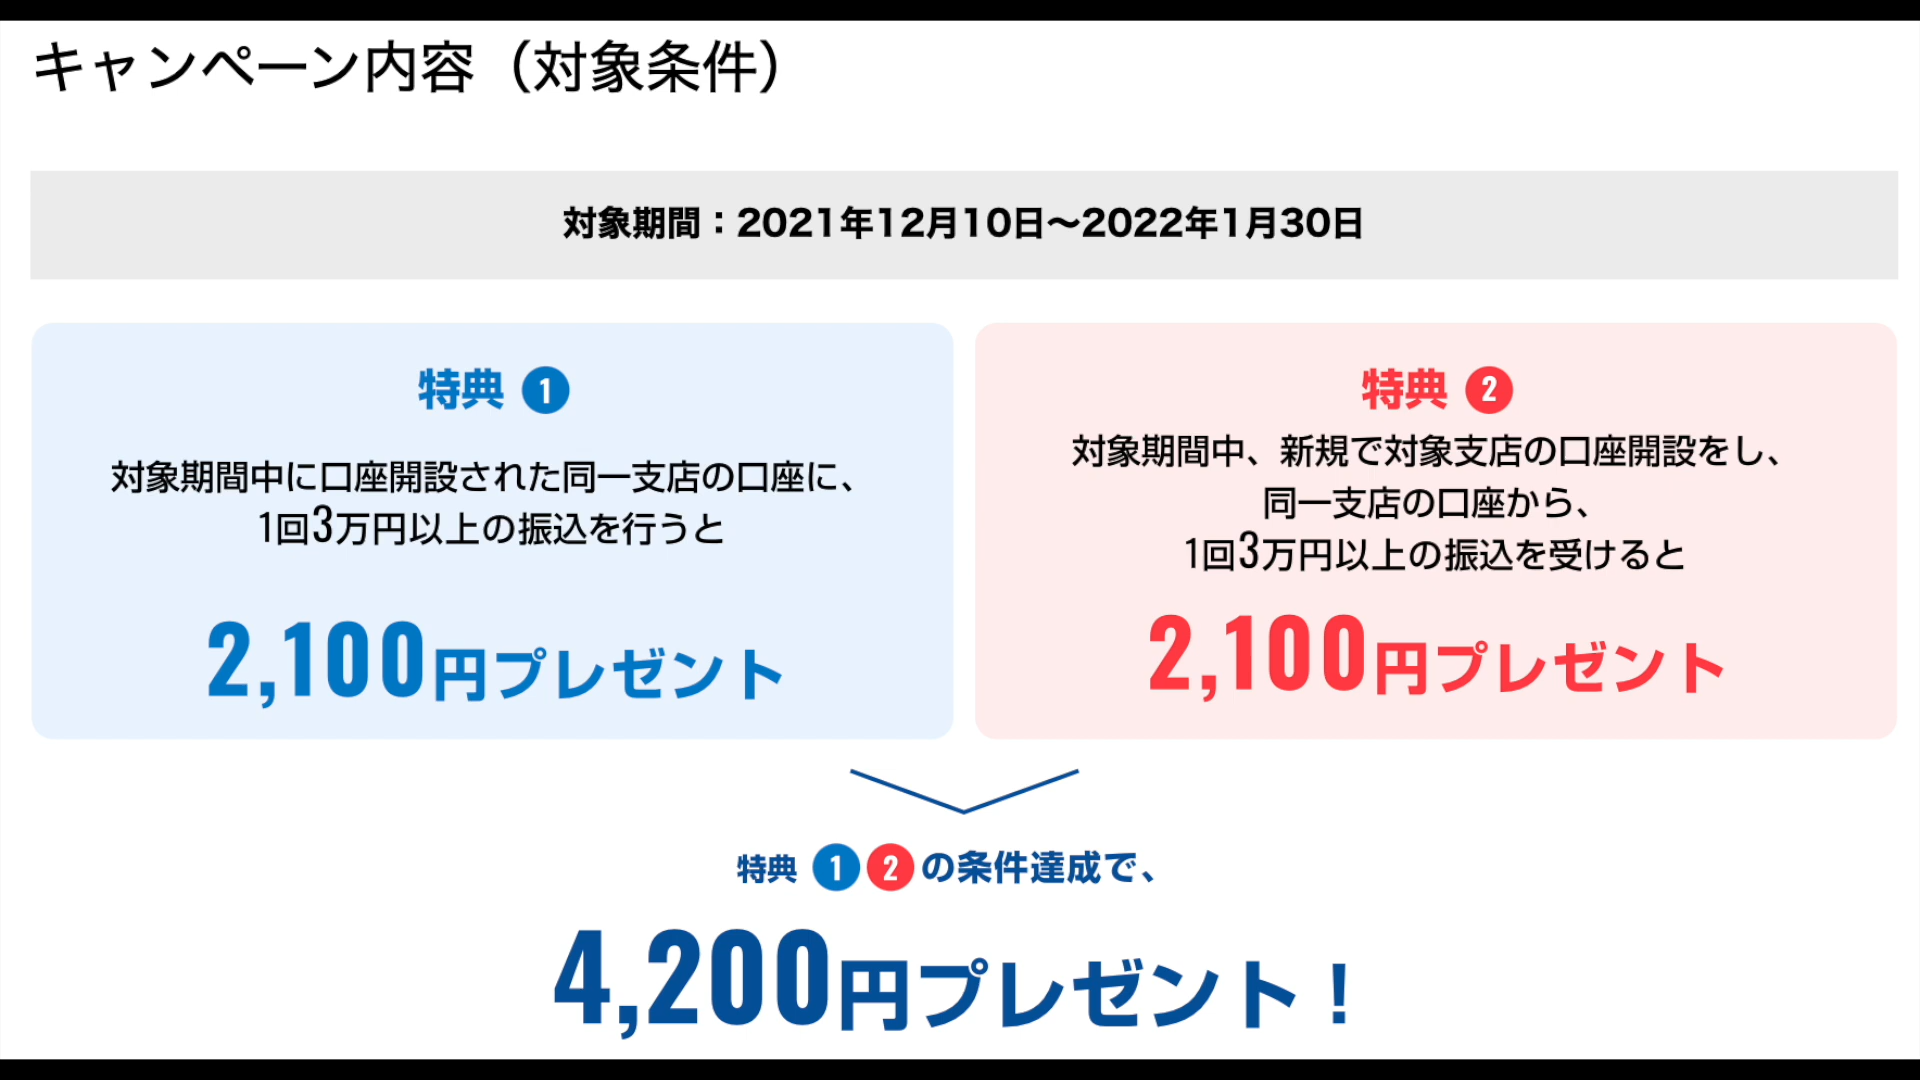 キャンペーン内容（対象条件）
対象期間：2021年12月10日～2022年1月30日
特典 1
対象期間中に口座開設された同一支店の口座に、
1回3万円以上の振込を行うと
2,100円プレゼント
特典 2
対象期間中、新規で対象支店の口座開設をし、
同一支店の口座から、
1回3万円以上の振込を受けると
2,100円プレゼント
特典 1 2 の条件達成で、
4,200円プレゼント！